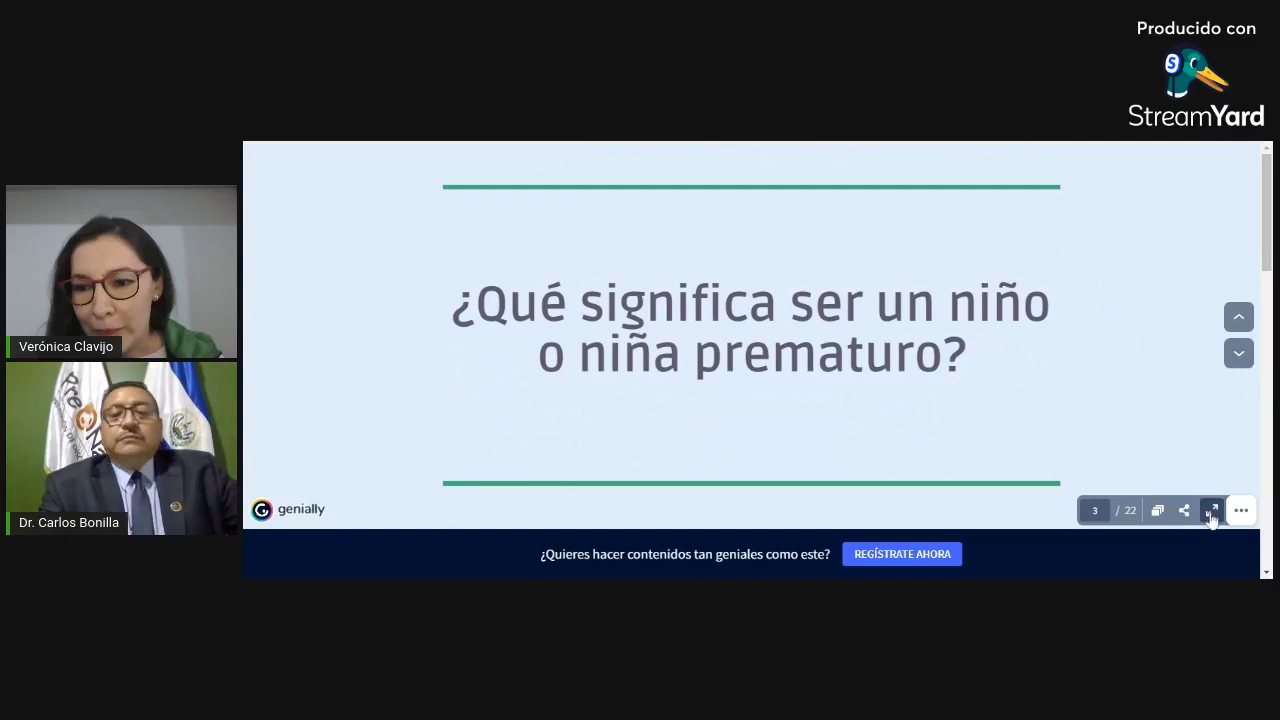 Producido con
StreamYard
¿Qué significa ser un niño
o niña prematuro?
Verónica Clavijo
Dr. Carlos Bonilla
genially
3 / 22
¿Quieres hacer contenidos tan geniales como este?
REGÍSTRATE AHORA